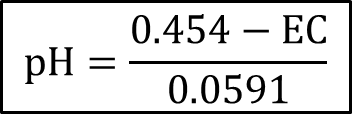 pH = 0.454 − EC / 0.0591